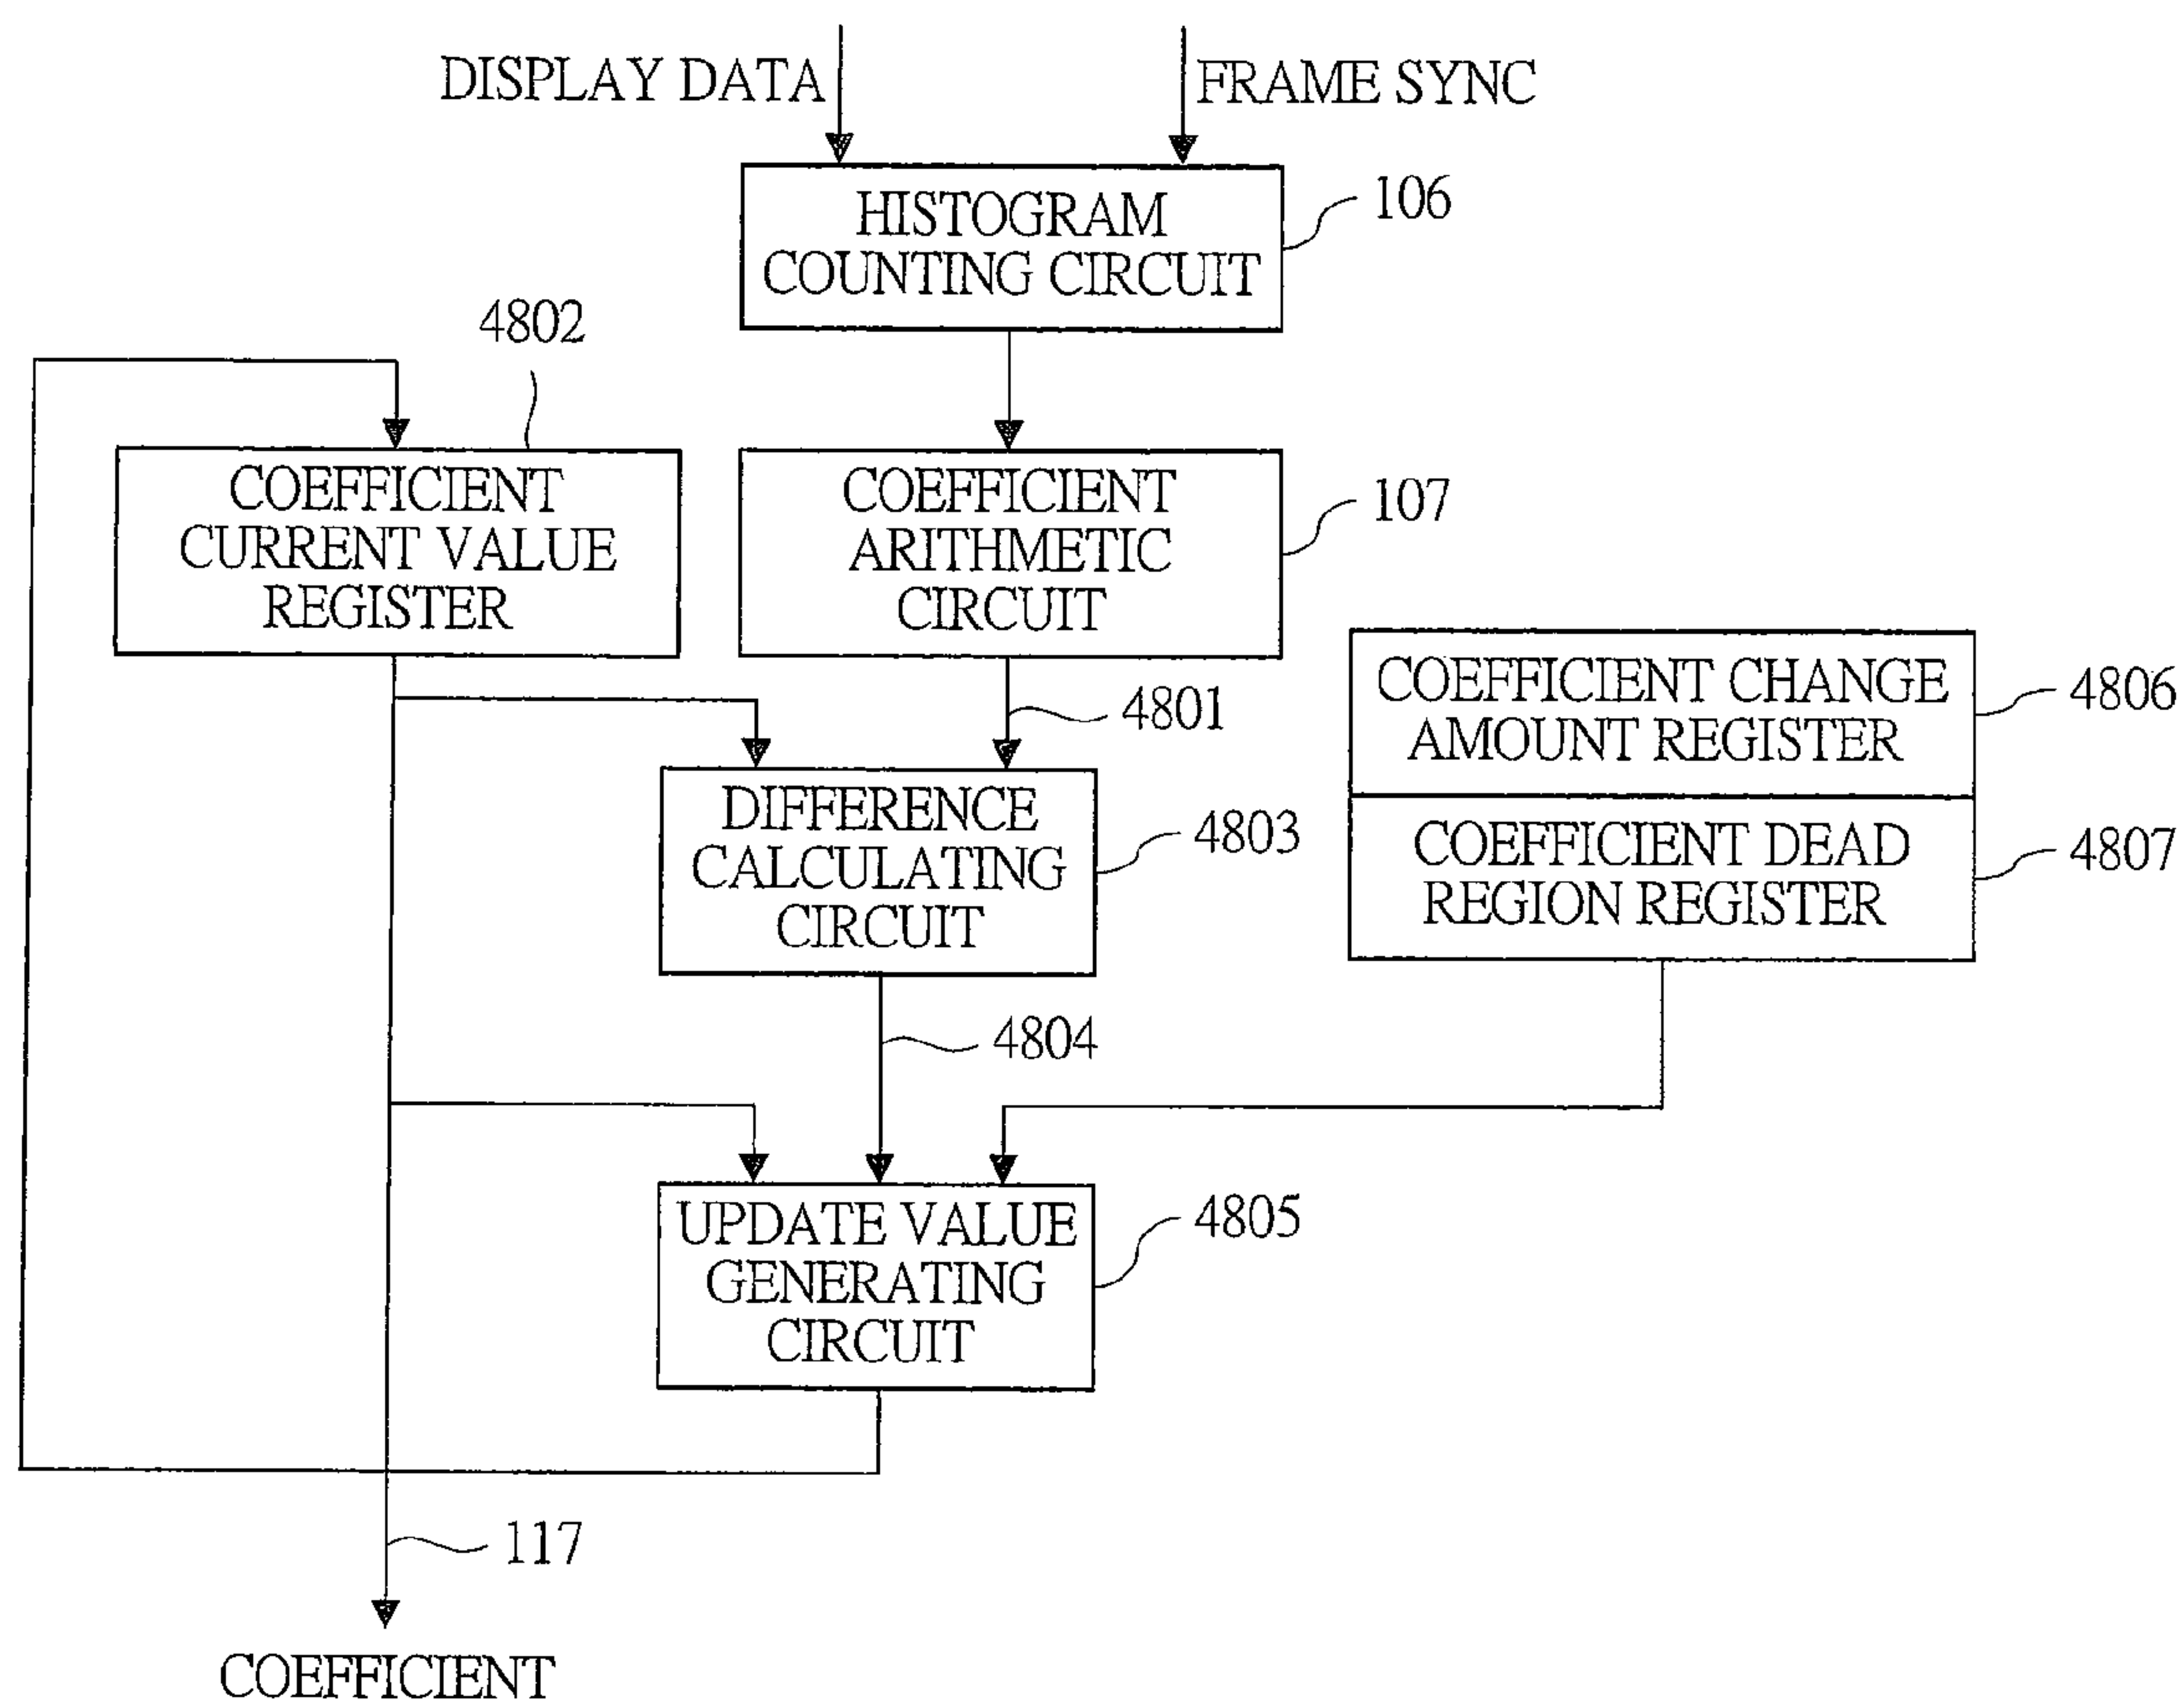 DISPLAY DATA
FRAME SYNC
HISTOGRAM
COUNTING CIRCUIT
106
4802
COEFFICIENT
CURRENT VALUE
REGISTER
COEFFICIENT
ARITHMETIC
CIRCUIT
107
4801
COEFFICIENT CHANGE
AMOUNT REGISTER
4806
DIFFERENCE
CALCULATING
CIRCUIT
4803
COEFFICIENT DEAD
REGION REGISTER
4807
4804
UPDATE VALUE
GENERATING
CIRCUIT
4805
117
COEFFICIENT